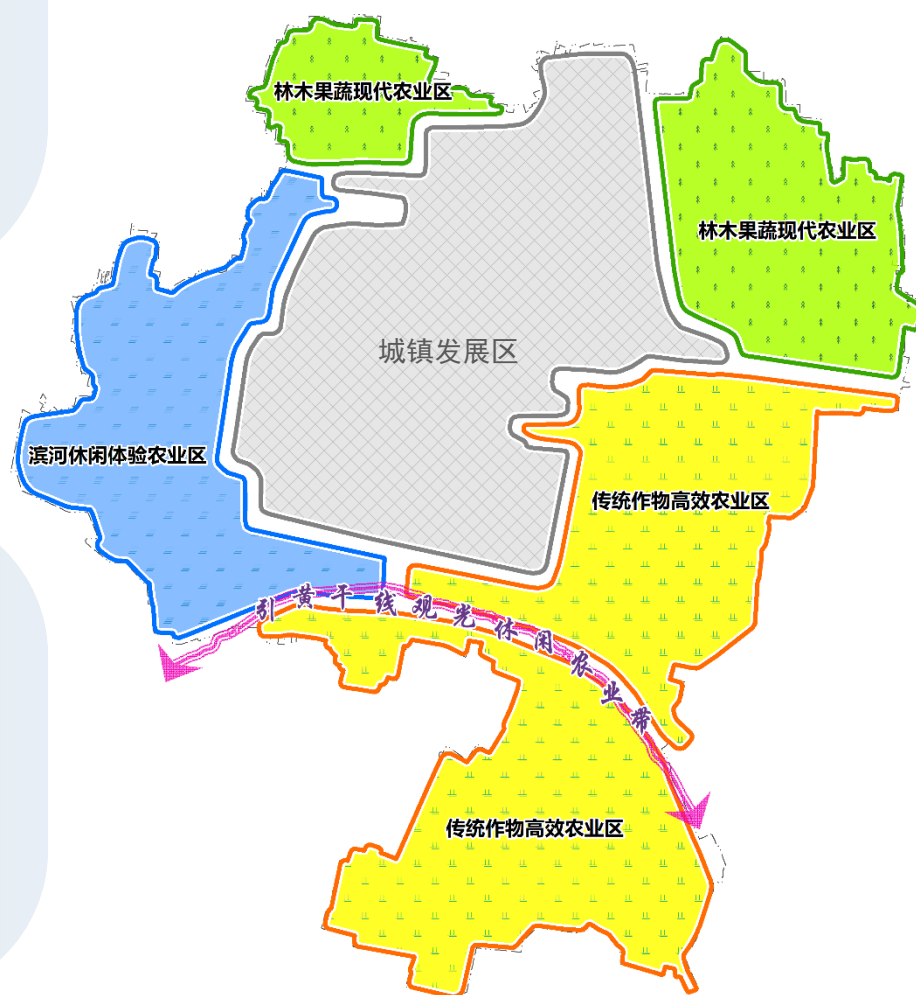 林木果蔬现代农业区
林木果蔬现代农业区
城镇发展区
滨河休闲体验农业区
传统作物高效农业区
引黄干线观光休闲农业带
传统作物高效农业区